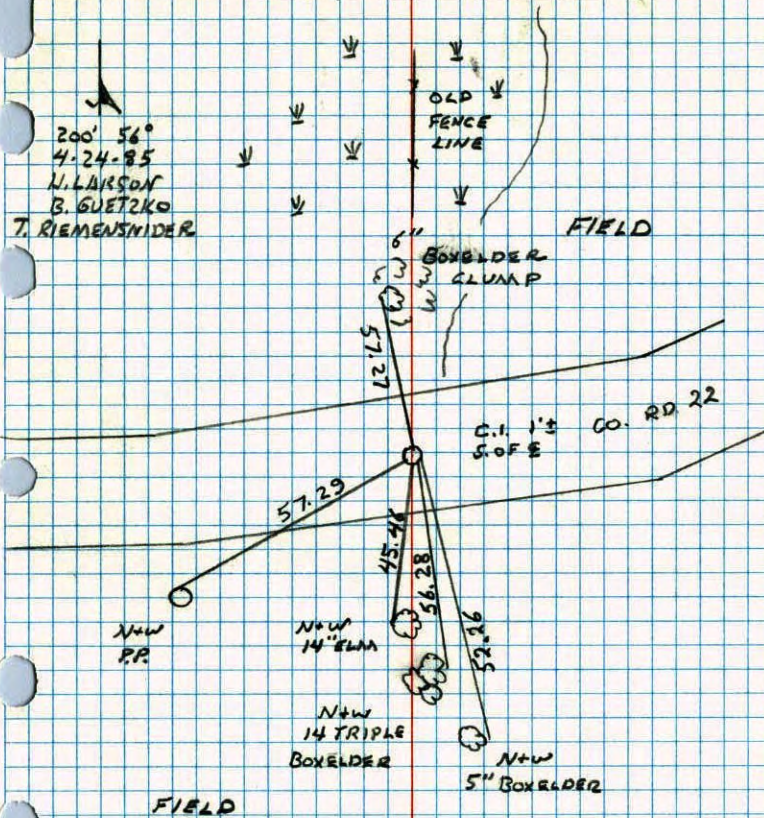 OLD
FENCE
LINE
200' 56°
4-24-85
H. LARSON
B. GUETZKO
T. RIEMENSNIDER
FIELD
6"
BOXELDER
CLUMP
57.27
C.I. 1'±
S. OF ℄
CO. RD. 22
57.29
45.46
56.28
52.26
N+W
P.P.
N+W
14" ELM
N+W
14 TRIPLE
BOXELDER
N+W
5" BOXELDER
FIELD